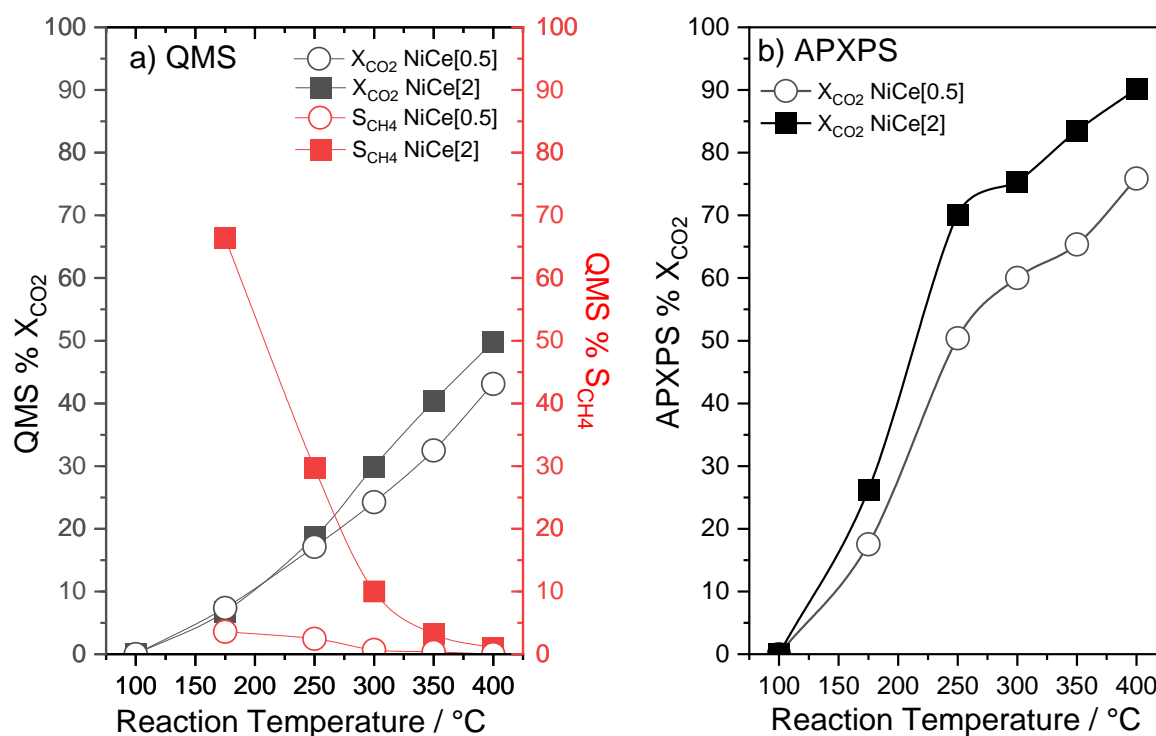 a) QMS
X_CO2 NiCe[0.5]
X_CO2 NiCe[2]
S_CH4 NiCe[0.5]
S_CH4 NiCe[2]
100
90
80
70
60
50
40
30
20
10
0
QMS % X_CO2
100
90
80
70
60
50
40
30
20
10
0
QMS % S_CH4
100 150 200 250 300 350 400
Reaction Temperature / °C
b) APXPS
X_CO2 NiCe[0.5]
X_CO2 NiCe[2]
100
90
80
70
60
50
40
30
20
10
0
APXPS % X_CO2
100 150 200 250 300 350 400
Reaction Temperature / °C